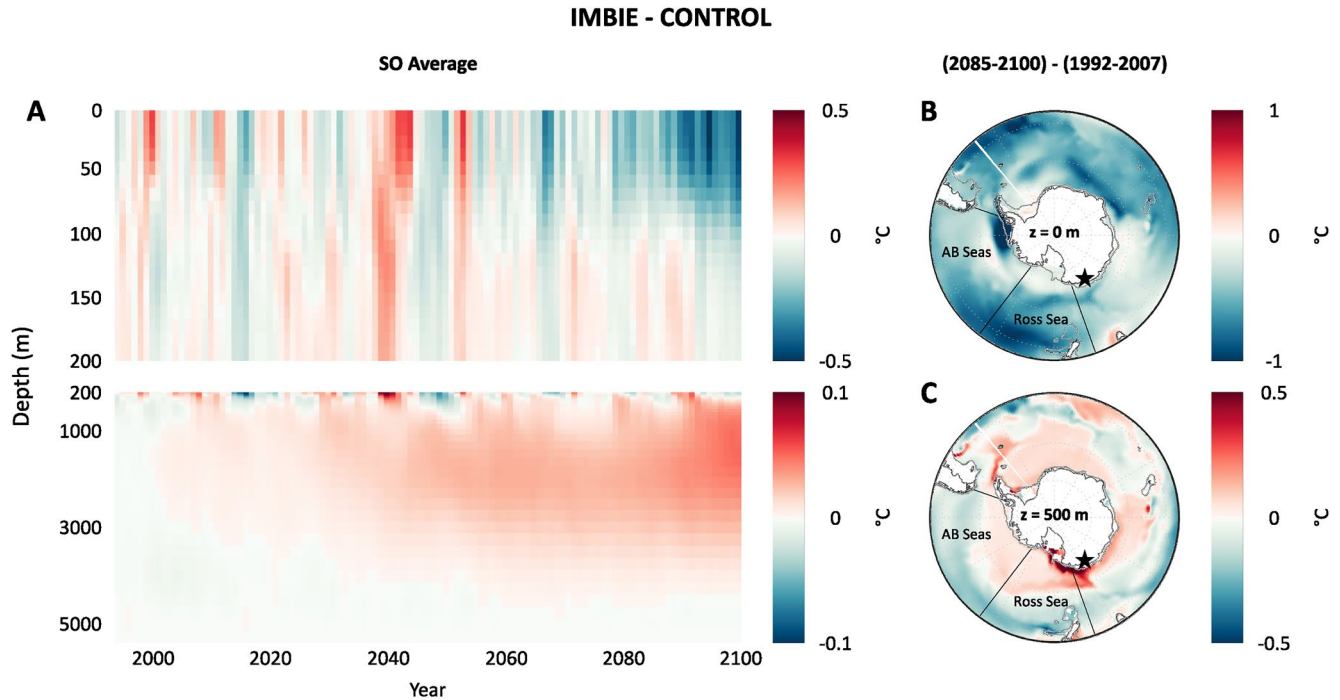 IMBIE - CONTROL
SO Average
(2085-2100) - (1992-2007)
A
0
50
100
150
200
0.5
0
-0.5
°C
B
z = 0 m
AB Seas
Ross Sea
1
0
-1
°C
Depth (m)
200
1000
3000
5000
0.1
0
-0.1
°C
C
z = 500 m
AB Seas
Ross Sea
0.5
0
-0.5
°C
2000
2020
2040
2060
2080
2100
Year